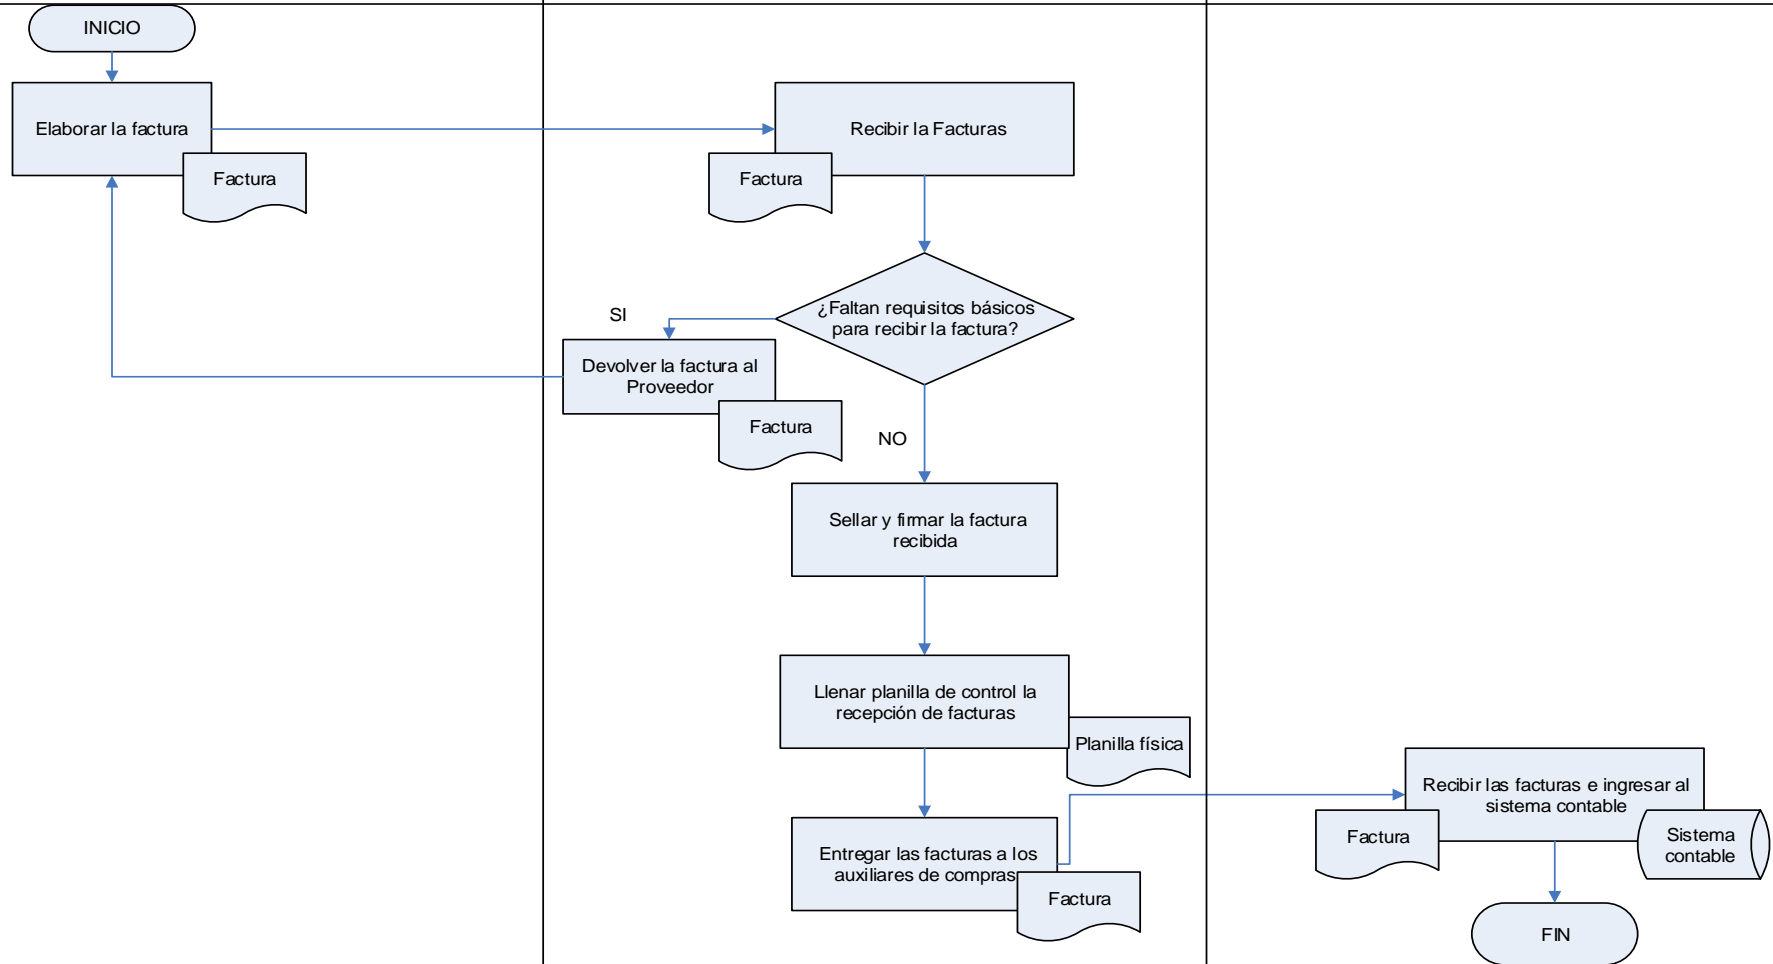 INICIO
Elaborar la factura
Factura
Recibir la Facturas
Factura
¿Faltan requisitos básicos
para recibir la factura?
SI
Devolver la factura al
Proveedor
Factura
NO
Sellar y firmar la factura
recibida
Llenar planilla de control la
recepción de facturas
Planilla física
Entregar las facturas a los
auxiliares de compras
Factura
Recibir las facturas e ingresar al
sistema contable
Factura
Sistema
contable
FIN